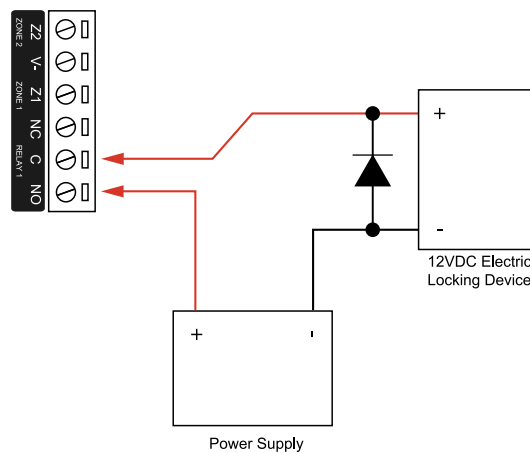 Z2
ZONE 2
V-
Z1
ZONE 1
NC
C
RELAY 1
NO
+
-
12VDC Electric
Locking Device
+
-
Power Supply